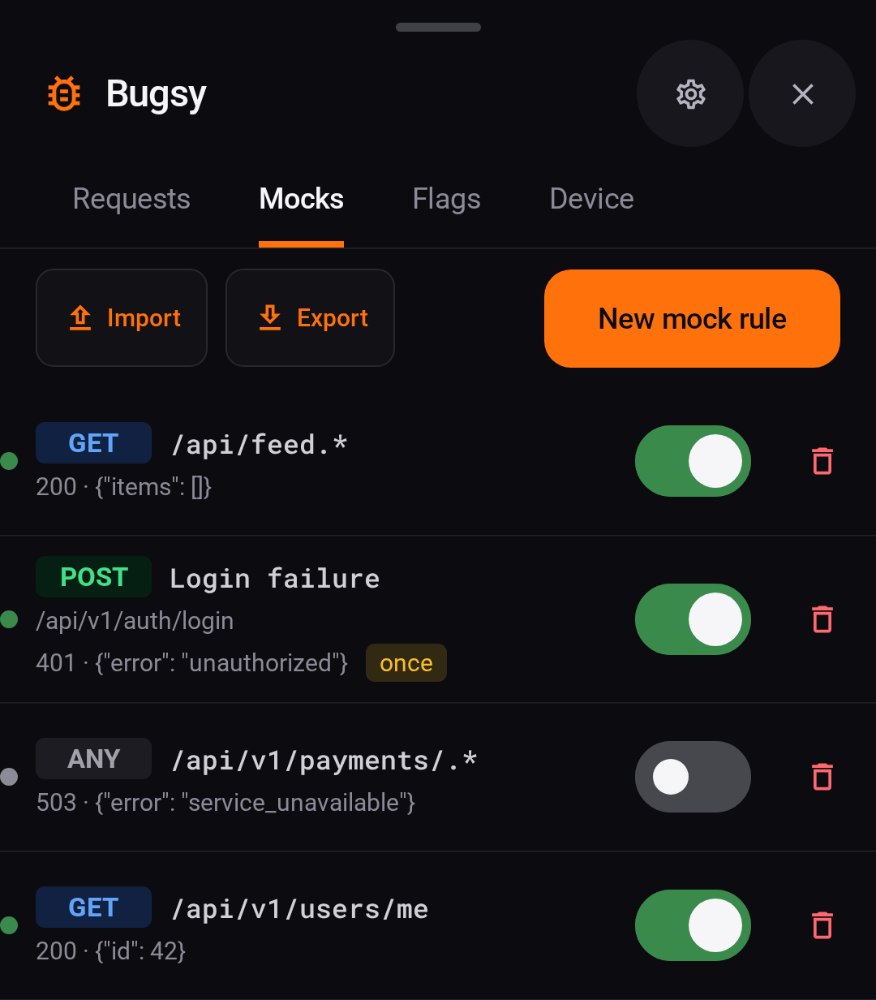 Bugsy
Requests Mocks Flags Device
Import Export New mock rule
GET /api/feed.*
200 · {"items": []}
POST Login failure
/api/v1/auth/login
401 · {"error": "unauthorized"} once
ANY /api/v1/payments/.*
503 · {"error": "service_unavailable"}
GET /api/v1/users/me
200 · {"id": 42}